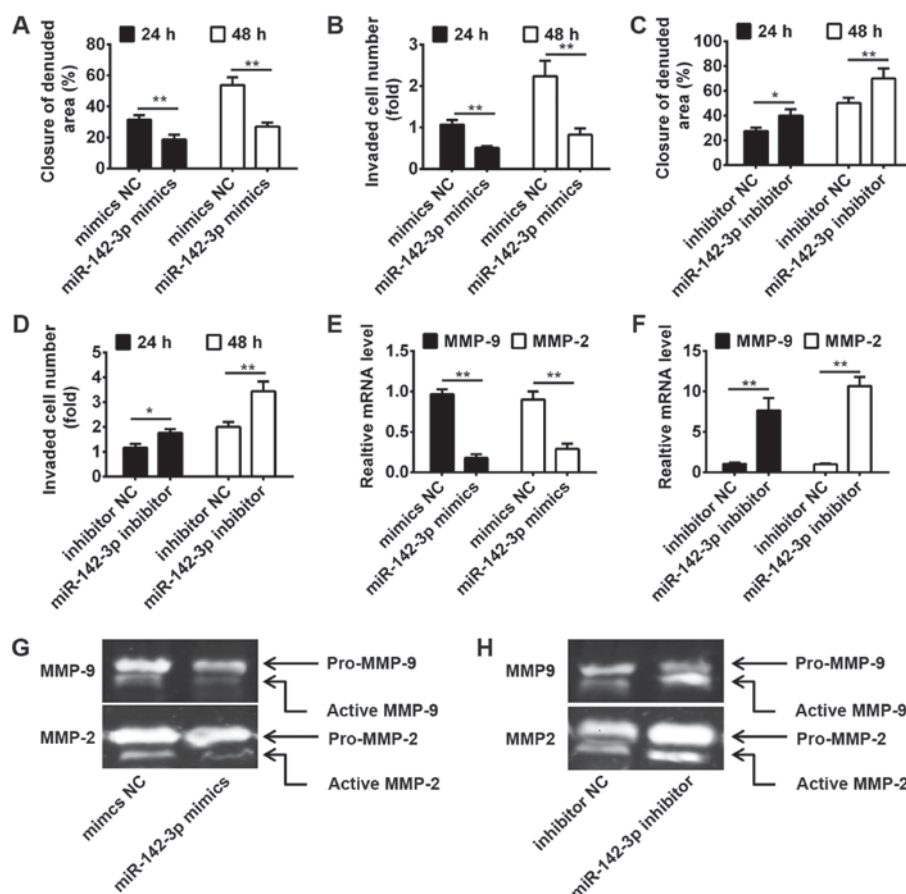 A
24 h
48 h
Closure of denuded
area (%)
80
60
40
20
0
**
**
mimics NC
miR-142-3p mimics
mimics NC
miR-142-3p mimics
B
24 h
48 h
Invaded cell number
(fold)
3
2
1
0
**
**
mimics NC
miR-142-3p mimics
mimics NC
miR-142-3p mimics
C
24 h
48 h
Closure of denuded
area (%)
100
80
60
40
20
0
*
**
inhibitor NC
miR-142-3p inbibitor
inhibitor NC
miR-142-3p inbibitor
D
24 h
48 h
Invaded cell number
(fold)
5
4
3
2
1
0
*
**
inhibitor NC
miR-142-3p inbibitor
inhibitor NC
miR-142-3p inbibitor
E
MMP-9
MMP-2
Realtive mRNA level
1.5
1.0
0.5
0.0
**
**
mimics NC
miR-142-3p mimics
mimics NC
miR-142-3p mimics
F
MMP-9
MMP-2
Realtive mRNA level
15
10
5
0
**
**
inhibitor NC
miR-142-3p inbibitor
inhibitor NC
miR-142-3p inbibitor
G
MMP-9
Pro-MMP-9
Active MMP-9
MMP-2
Pro-MMP-2
Active MMP-2
mimcs NC
miR-142-3p mimics
H
MMP9
Pro-MMP-9
Active MMP-9
MMP2
Pro-MMP-2
Active MMP-2
inhibitor NC
miR-142-3p inhibitor